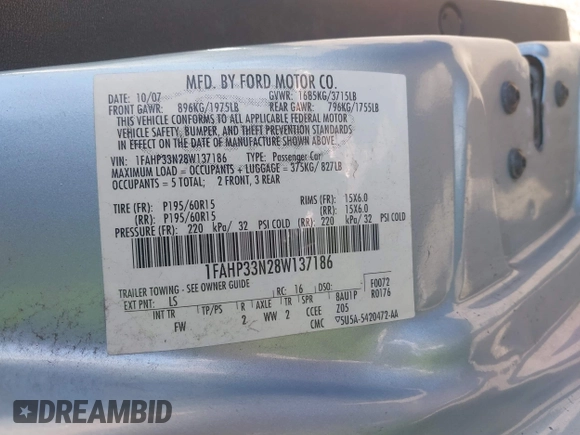 MFD. BY FORD MOTOR CO.
DATE: 10/07 GVWR: 1685KG/3715LB
FRONT GAWR: 896KG/1975LB REAR GAWR: 796KG/1755LB
THIS VEHICLE CONFORMS TO ALL APPLICABLE FEDERAL MOTOR
VEHICLE SAFETY, BUMPER, AND THEFT PREVENTION STANDARDS
IN EFFECT ON THE DATE OF MANUFACTURE SHOWN ABOVE.
VIN: 1FAHP33N28W137186 TYPE: Passenger Car
MAXIMUM LOAD = OCCUPANTS + LUGGAGE = 375KG/ 827LB
OCCUPANTS = 5 TOTAL; 2 FRONT, 3 REAR
TIRE (FR): P195/60R15 RIMS (FR): 15X6.0
(RR): P195/60R15 (RR): 15X6.0
PRESSURE (FR): 220 kPa/ 32 PSI COLD (RR): 220 kPa/ 32 PSI COLD
1FAHP33N28W137186
TRAILER TOWING - SEE OWNER GUIDE
EXT PNT: LS RC: 16 DSO: F0072
INT TR TP/PS R AXLE TR SPR 8AU1P R0176
FW 2 WW 2 CCEE Z05
CMC 5U5A-5420472-AA
DREAMBID